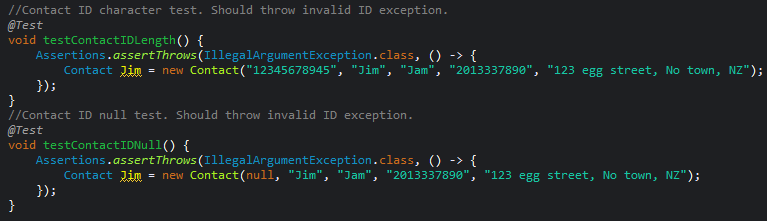 //Contact ID character test. Should throw invalid ID exception.
@Test
void testContactIDLength() {
    Assertions.assertThrows(IllegalArgumentException.class, () -> {
        Contact Jim = new Contact("12345678945", "Jim", "Jam", "2013337890", "123 egg street, No town, NZ");
    });
}
//Contact ID null test. Should throw invalid ID exception.
@Test
void testContactIDNull() {
    Assertions.assertThrows(IllegalArgumentException.class, () -> {
        Contact Jim = new Contact(null, "Jim", "Jam", "2013337890", "123 egg street, No town, NZ");
    });
}